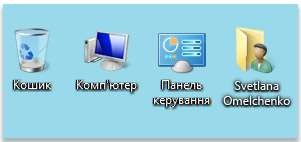 Кошик
Комп'ютер
Панель
керування
Svetlana
Omelchenko